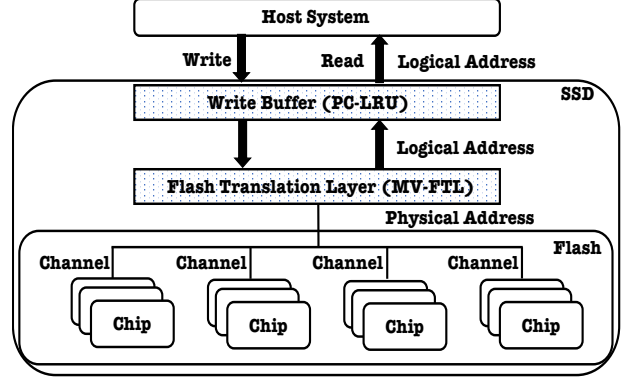 Host System
Write Read Logical Address
SSD
Write Buffer (PC-LRU)
Logical Address
Flash Translation Layer (MV-FTL)
Physical Address
Flash
Channel Channel Channel Channel
Chip Chip Chip Chip